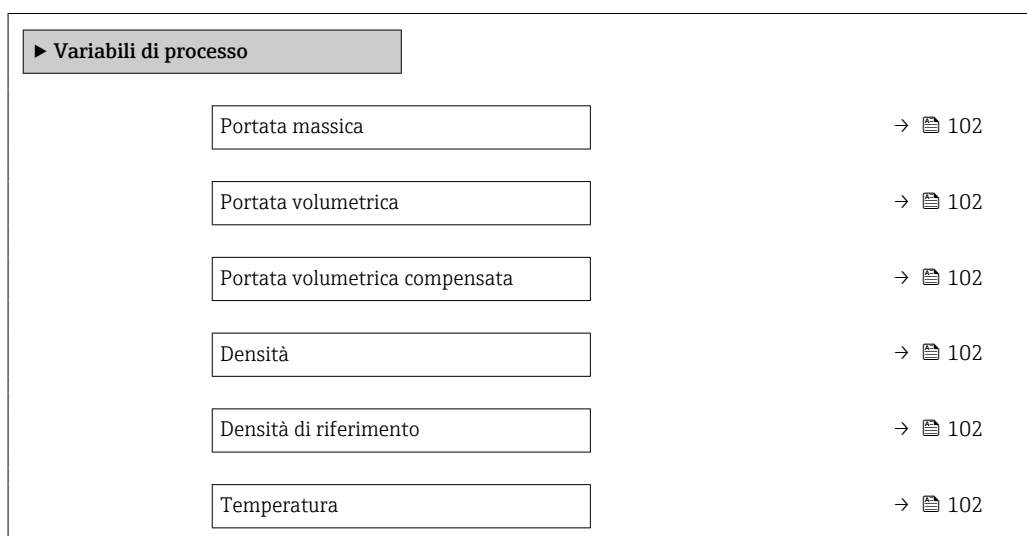 ▶ Variabili di processo
Portata massica → 102
Portata volumetrica → 102
Portata volumetrica compensata → 102
Densità → 102
Densità di riferimento → 102
Temperatura → 102